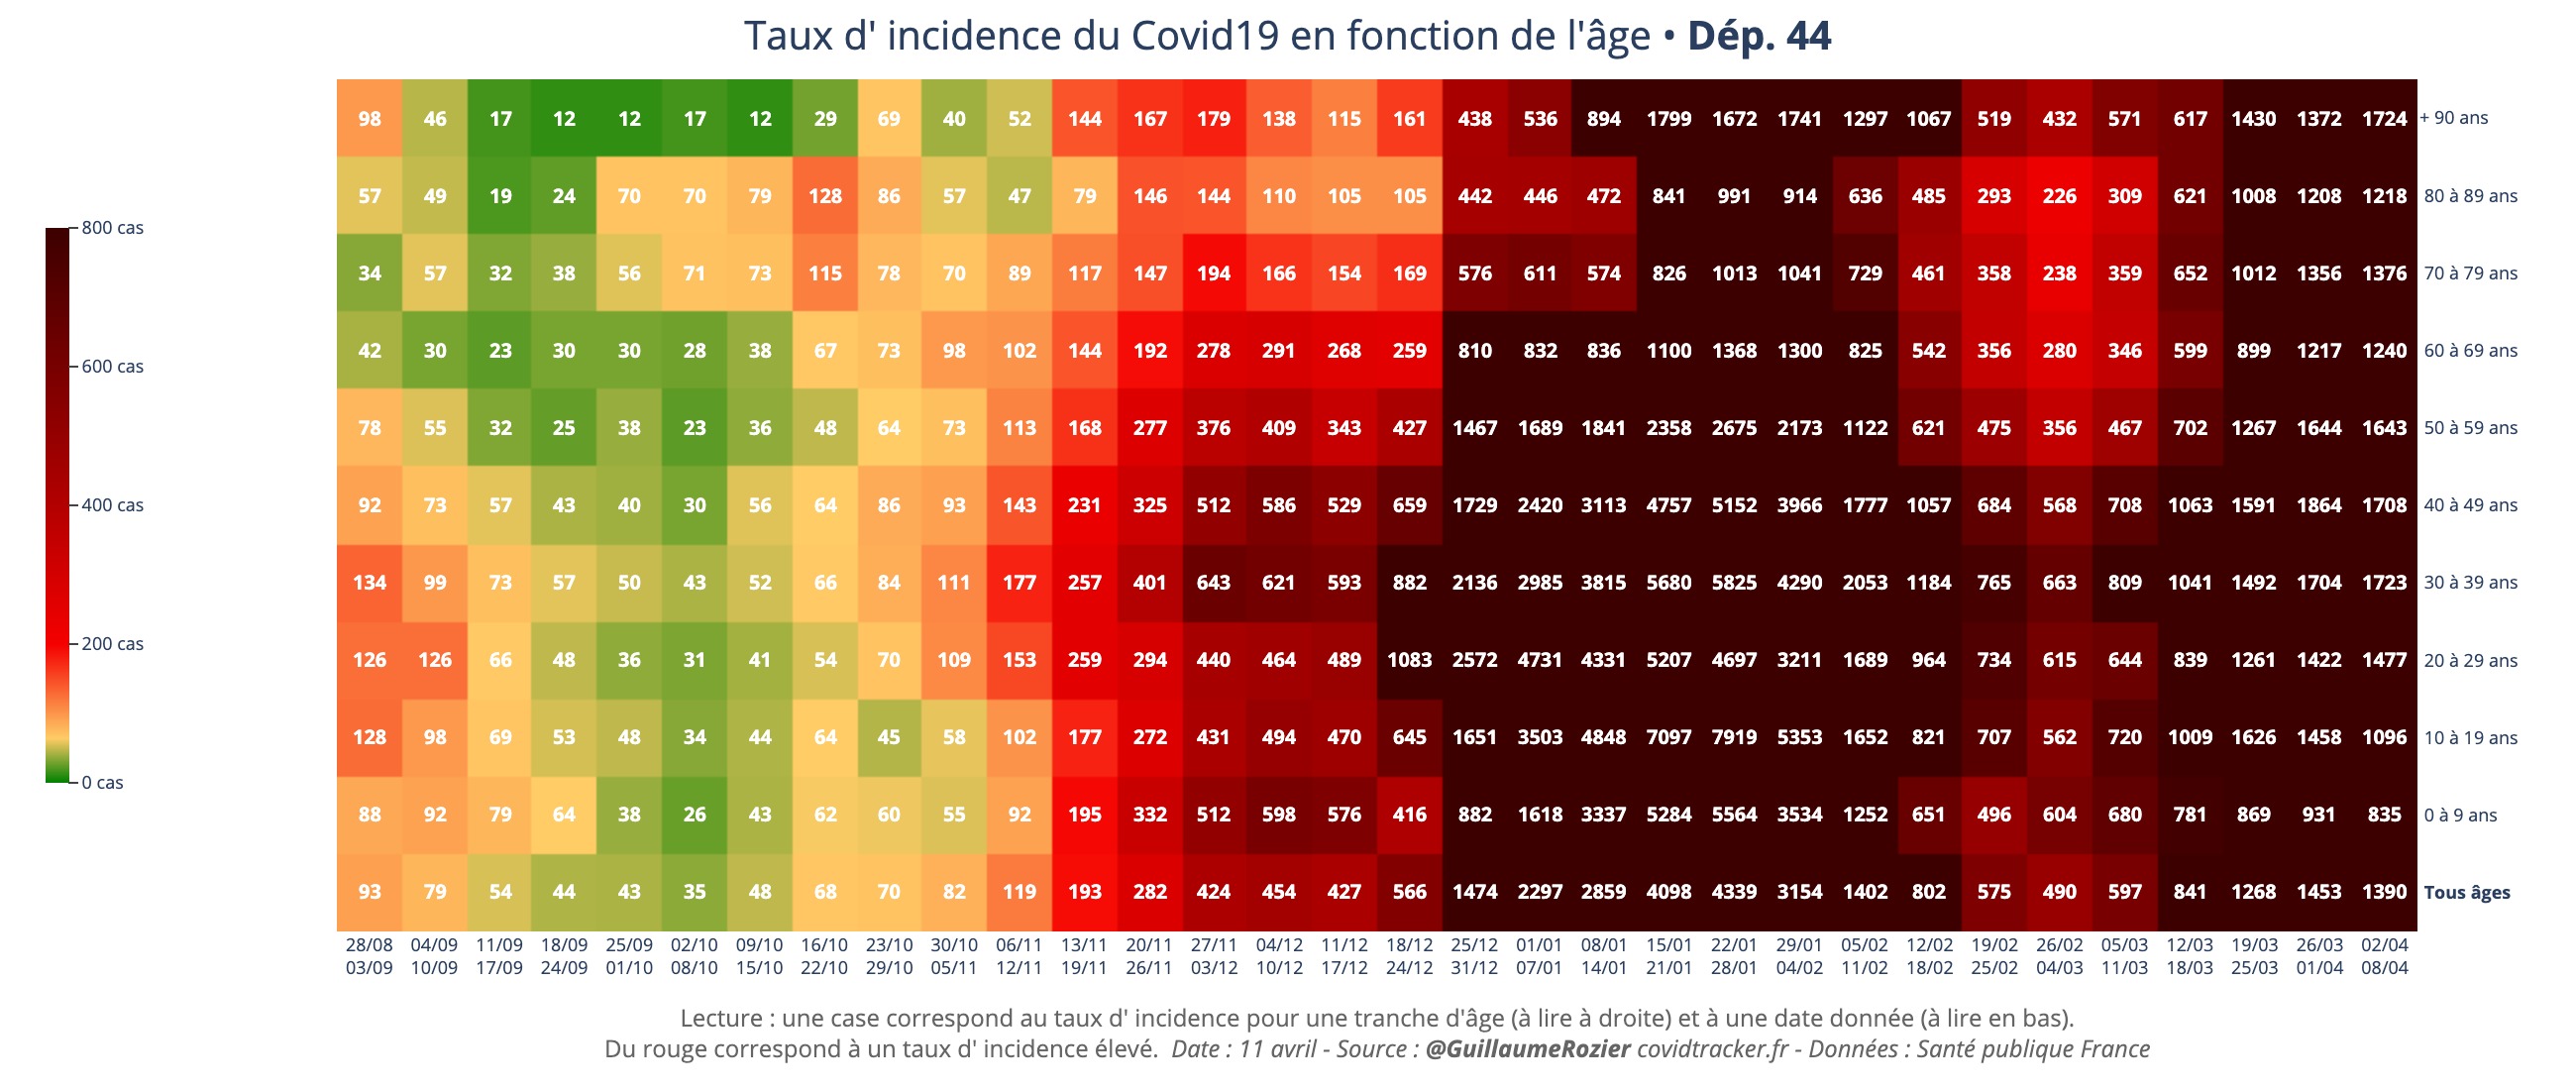 Taux d' incidence du Covid19 en fonction de l'âge • Dép. 44
98 46 17 12 12 17 12 29 69 40 52 144 167 179 138 115 161 438 536 894 1799 1672 1741 1297 1067 519 432 571 617 1430 1372 1724 + 90 ans
57 49 19 24 70 70 79 128 86 57 47 79 146 144 110 105 105 442 446 472 841 991 914 636 485 293 226 309 621 1008 1208 1218 80 à 89 ans
800 cas
34 57 32 38 56 71 73 115 78 70 89 117 147 194 166 154 169 576 611 574 826 1013 1041 729 461 358 238 359 652 1012 1356 1376 70 à 79 ans
42 30 23 30 30 28 38 67 73 98 102 144 192 278 291 268 259 810 832 836 1100 1368 1300 825 542 356 280 346 599 899 1217 1240 60 à 69 ans
600 cas
78 55 32 25 38 23 36 48 64 73 113 168 277 376 409 343 427 1467 1689 1841 2358 2675 2173 1122 621 475 356 467 702 1267 1644 1643 50 à 59 ans
400 cas
92 73 57 43 40 30 56 64 86 93 143 231 325 512 586 529 659 1729 2420 3113 4757 5152 3966 1777 1057 684 568 708 1063 1591 1864 1708 40 à 49 ans
134 99 73 57 50 43 52 66 84 111 177 257 401 643 621 593 882 2136 2985 3815 5680 5825 4290 2053 1184 765 663 809 1041 1492 1704 1723 30 à 39 ans
200 cas
126 126 66 48 36 31 41 54 70 109 153 259 294 440 464 489 1083 2572 4731 4331 5207 4697 3211 1689 964 734 615 644 839 1261 1422 1477 20 à 29 ans
128 98 69 53 48 34 44 64 45 58 102 177 272 431 494 470 645 1651 3503 4848 7097 7919 5353 1652 821 707 562 720 1009 1626 1458 1096 10 à 19 ans
0 cas
88 92 79 64 38 26 43 62 60 55 92 195 332 512 598 576 416 882 1618 3337 5284 5564 3534 1252 651 496 604 680 781 869 931 835 0 à 9 ans
93 79 54 44 43 35 48 68 70 82 119 193 282 424 454 427 566 1474 2297 2859 4098 4339 3154 1402 802 575 490 597 841 1268 1453 1390 Tous âges
28/08 04/09 11/09 18/09 25/09 02/10 09/10 16/10 23/10 30/10 06/11 13/11 20/11 27/11 04/12 11/12 18/12 25/12 01/01 08/01 15/01 22/01 29/01 05/02 12/02 19/02 26/02 05/03 12/03 19/03 26/03 02/04
03/09 10/09 17/09 24/09 01/10 08/10 15/10 22/10 29/10 05/11 12/11 19/11 26/11 03/12 10/12 17/12 24/12 31/12 07/01 14/01 21/01 28/01 04/02 11/02 18/02 25/02 04/03 11/03 18/03 25/03 01/04 08/04
Lecture : une case correspond au taux d' incidence pour une tranche d'âge (à lire à droite) et à une date donnée (à lire en bas).
Du rouge correspond à un taux d' incidence élevé. Date : 11 avril - Source : @GuillaumeRozier covidtracker.fr - Données : Santé publique France